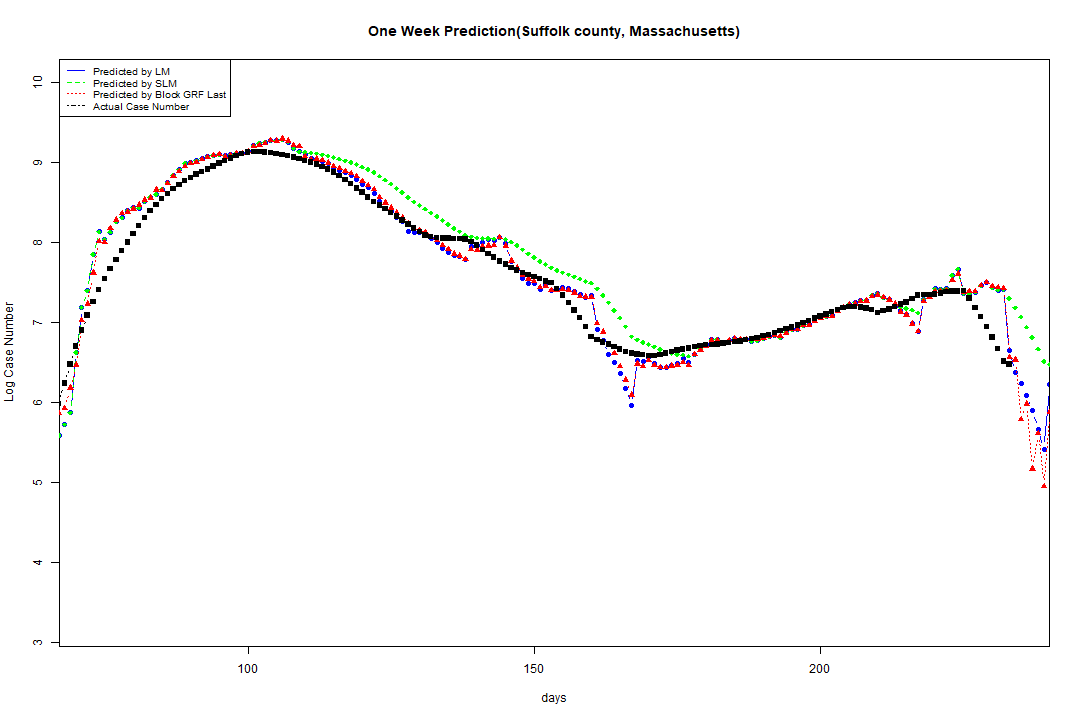 One Week Prediction(Suffolk county, Massachusetts)
Predicted by LM
Predicted by SLM
Predicted by Block GRF Last
Actual Case Number
10
9
8
7
6
5
4
3
Log Case Number
100
150
200
days